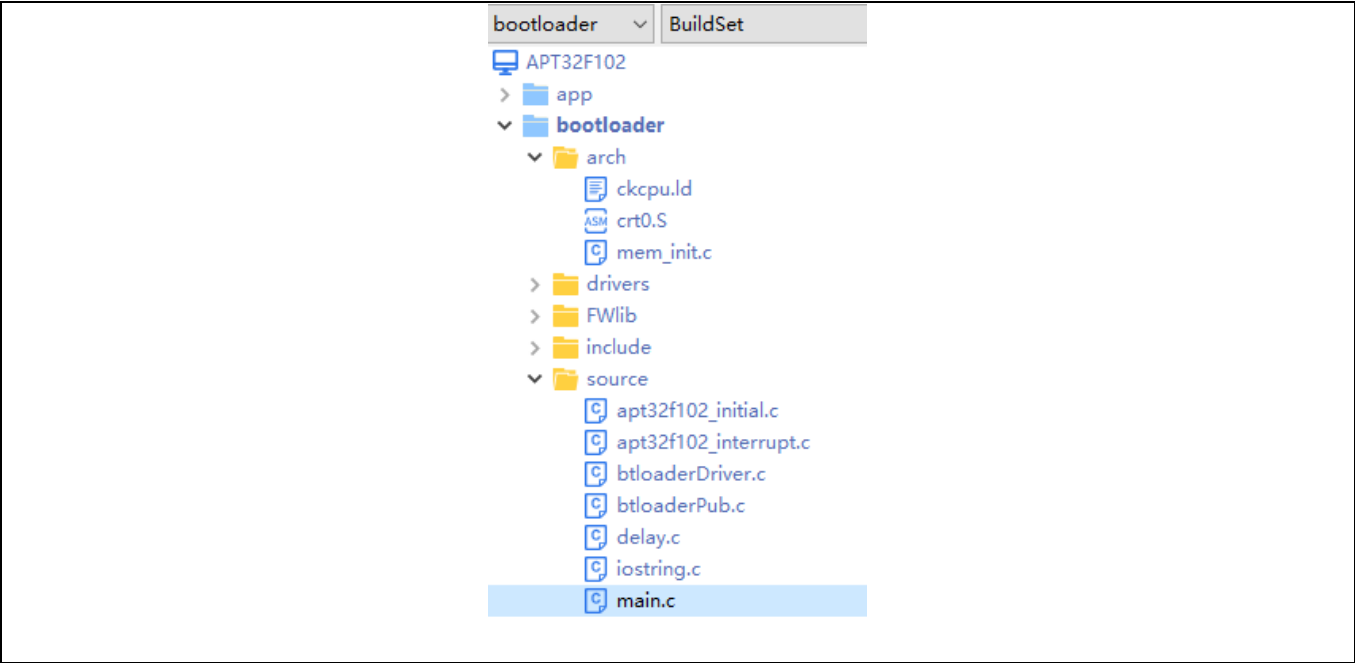 bootloader BuildSet
APT32F102
app
bootloader
arch
ckcpu.ld
ASM crt0.S
mem_init.c
drivers
FWlib
include
source
apt32f102_initial.c
apt32f102_interrupt.c
btloaderDriver.c
btloaderPub.c
delay.c
iostring.c
main.c